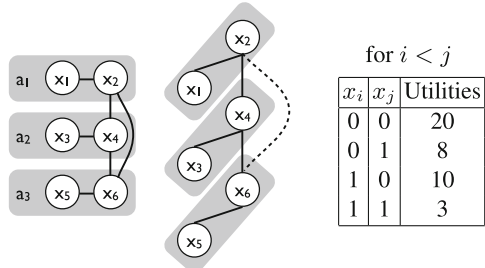 a₁ x₁ x₂
a₂ x₃ x₄
a₃ x₅ x₆
x₂
x₁
x₄
x₃
x₆
x₅
for i < j
xᵢ xⱼ Utilities
0 0 20
0 1 8
1 0 10
1 1 3